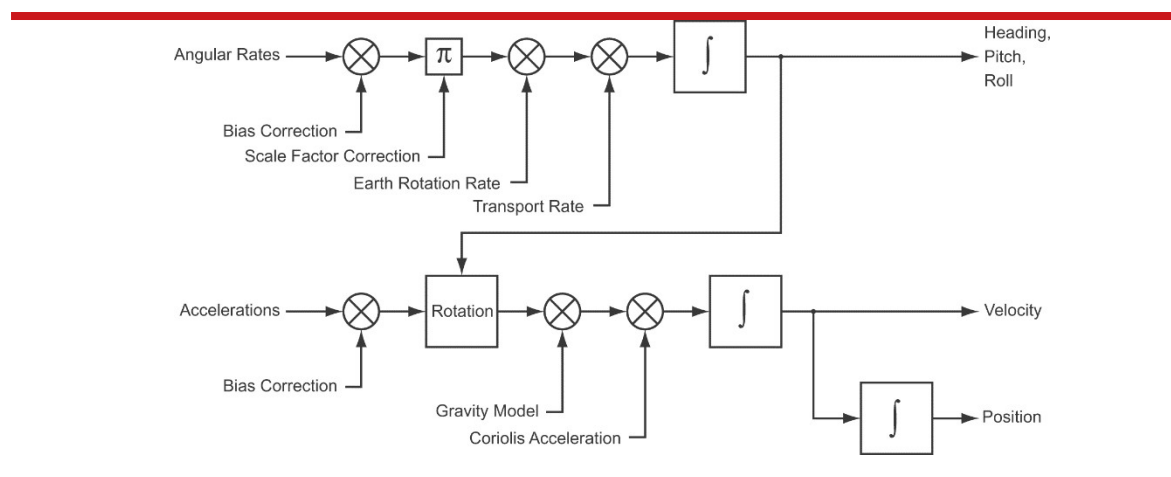 Angular Rates
π
∫
Heading,
Pitch,
Roll
Bias Correction
Scale Factor Correction
Earth Rotation Rate
Transport Rate
Accelerations
Rotation
∫
Velocity
Bias Correction
Gravity Model
Coriolis Acceleration
∫
Position